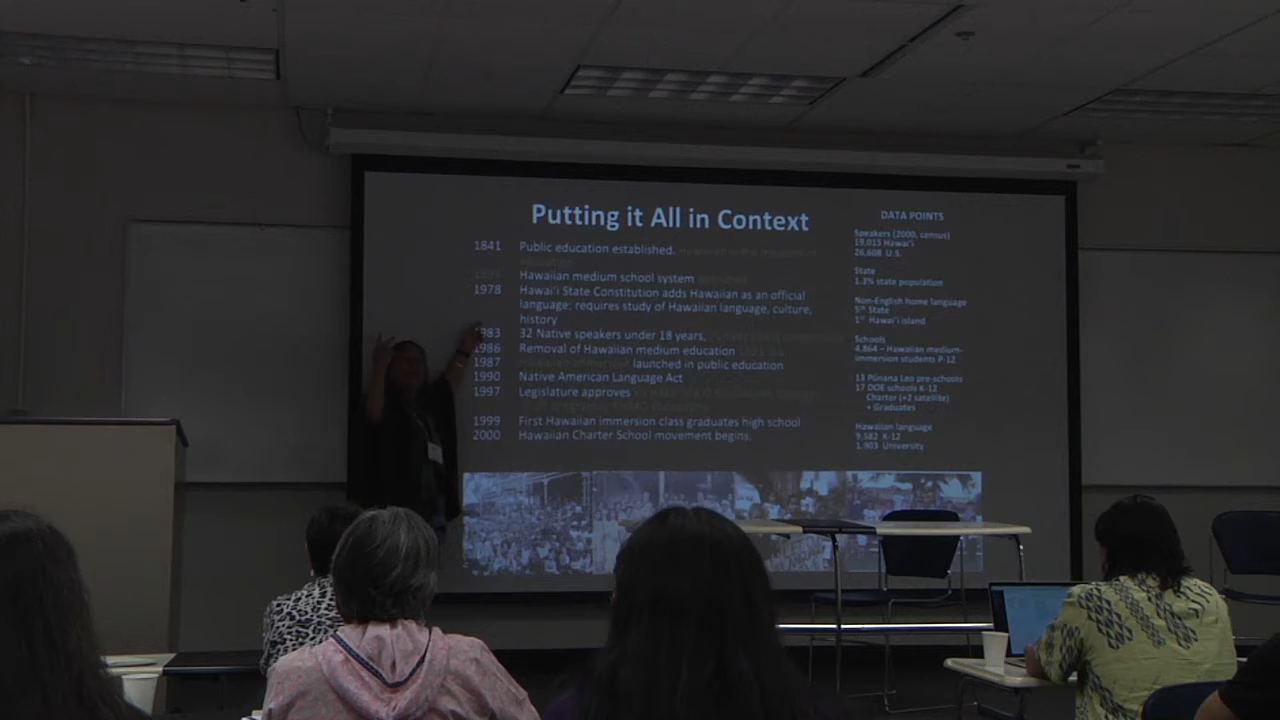 Putting it All in Context
1841 Public education established.
Hawaiian medium school system
1978 Hawai'i State Constitution adds Hawaiian as an official
language; requires study of Hawaiian language, culture,
history
1983 32 Native speakers under 18 years,
1986 Removal of Hawaiian medium education
1987 launched in public education
1990 Native American Language Act
1997 Legislature approves
1999 First Hawaiian immersion class graduates high school
2000 Hawaiian Charter School movement begins.
DATA POINTS
Speakers (2000, census)
19,015 Hawai'i
26,608 U.S.
State
1.3% state population
Non-English home language
5th State
1st Hawai'i island
Schools
4,864 – Hawaiian medium-
immersion students P-12
13 Pūnana Leo pre-schools
17 DOE schools K-12
Charter (+2 satellite)
+ Graduates
Hawaiian language
9,582 K-12
1,903 University